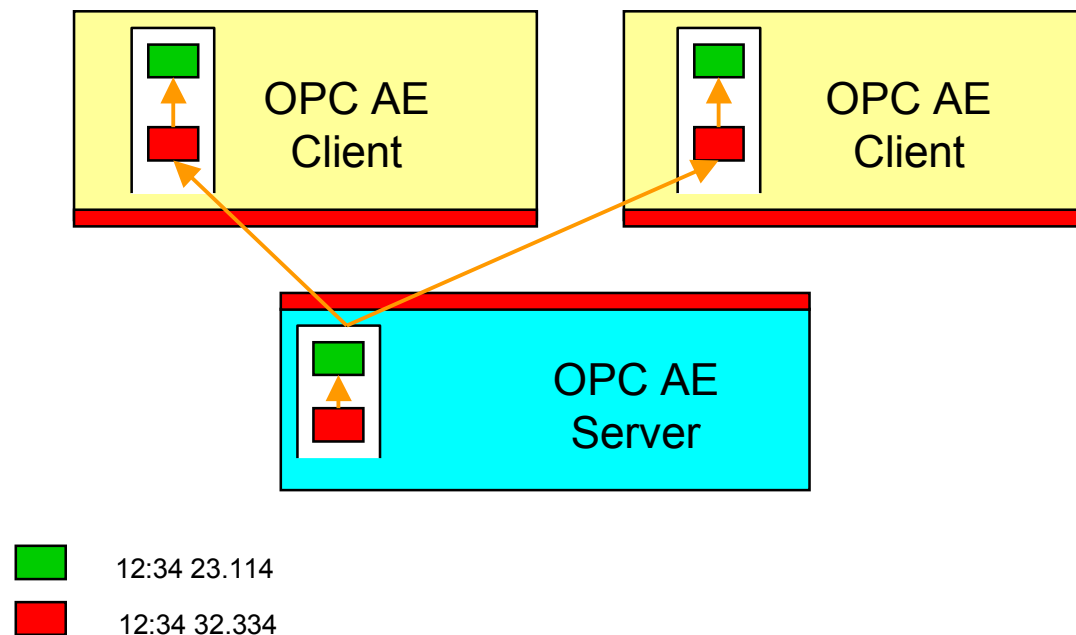 OPC AE
Client
OPC AE
Client
OPC AE
Server
12:34 23.114
12:34 32.334